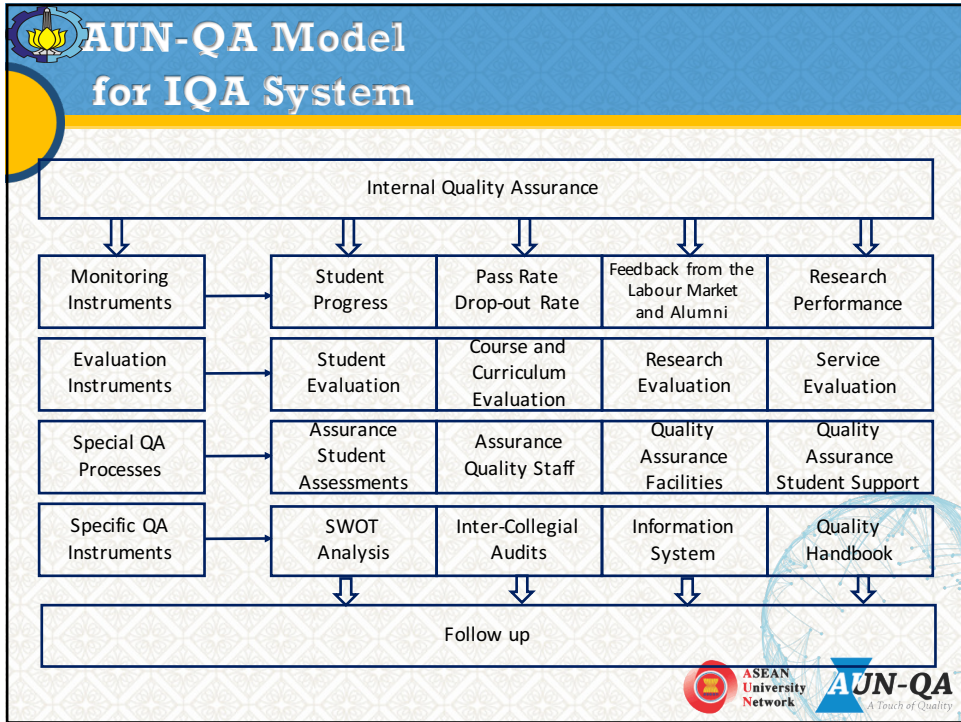 AUN-QA Model
for IQA System
Internal Quality Assurance
Monitoring
Instruments
Student
Progress
Pass Rate
Drop-out Rate
Feedback from the
Labour Market
and Alumni
Research
Performance
Evaluation
Instruments
Student
Evaluation
Course and
Curriculum
Evaluation
Research
Evaluation
Service
Evaluation
Special QA
Processes
Assurance
Student
Assessments
Assurance
Quality Staff
Quality
Assurance
Facilities
Quality
Assurance
Student Support
Specific QA
Instruments
SWOT
Analysis
Inter-Collegial
Audits
Information
System
Quality
Handbook
Follow up
ASEAN
University
Network
AUN-QA
A Touch of Quality